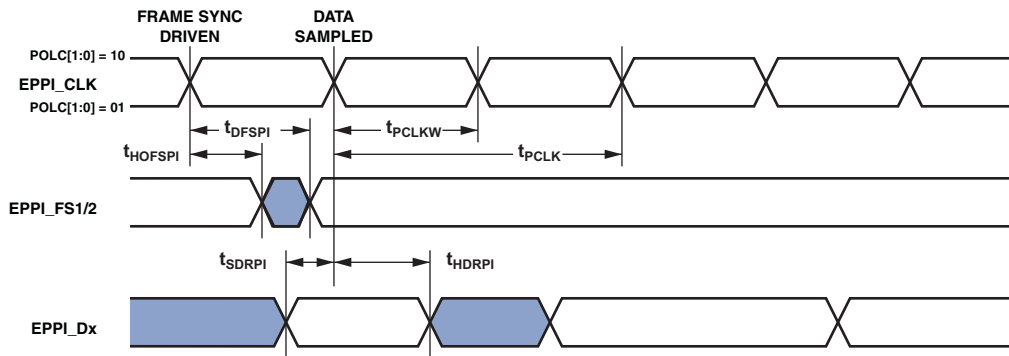 FRAME SYNC
DRIVEN
DATA
SAMPLED
POLC[1:0] = 10
EPPI_CLK
POLC[1:0] = 01
tDFSPI
tPCLKW
tHOFSPI
tPCLK
EPPI_FS1/2
tSDRPI
tHDRPI
EPPI_Dx